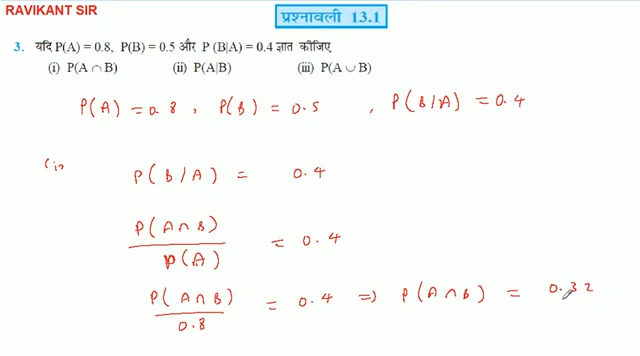 RAVIKANT SIR
प्रश्नावली 13.1
3. यदि P(A) = 0.8, P(B) = 0.5 और P (B|A) = 0.4 ज्ञात कीजिए
(i) P(A ∩ B) (ii) P(A|B) (iii) P(A ∪ B)
P(A) = 0.8, P(B) = 0.5, P(B/A) = 0.4
(i)
P(B/A) = 0.4
P(A∩B)/P(A) = 0.4
P(A∩B)/0.8 = 0.4 ⇒ P(A∩B) = 0.32